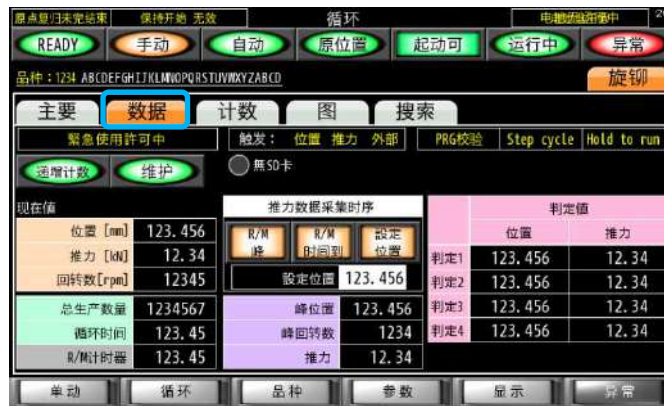 原点复归未完结束 保持开始 无效 循环
READY 手动 自动 原位置 起动可 运行中 异常
品种：1234 ABCDEFGHIJKLMNOPQRSTUVWXYZABCD 旋铆
主要 数据 计数 图 搜索
緊急使用許可中 触发： 位置 推力 外部 PRG校验 Step cycle Hold to run
递增计数 维护 無SD卡
现在值 推力数据采集时序 判定值
位置 [mm] 123.456 R/M峰 R/M时间到 設定位置 位置 推力
推力 [kN] 12.34 判定1 123.456 12.34
回转数[rpm] 12345 設定位置 123.456 判定2 123.456 12.34
总生产数量 1234567 峰位置 123.456 判定3 123.456 12.34
循环时间 123.45 峰回转数 1234 判定4 123.456 12.34
R/M计时器 123.45 推力 12.34
单动 循环 品种 参数 显示 异常